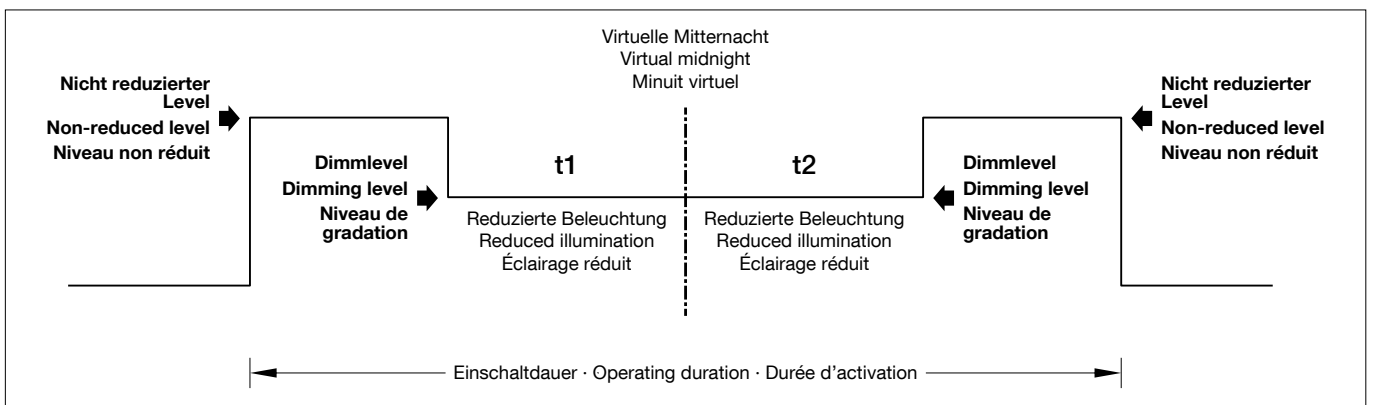 Virtuelle Mitternacht
Virtual midnight
Minuit virtuel
Nicht reduzierter
Level
Non-reduced level
Niveau non réduit
Dimmlevel
Dimming level
Niveau de
gradation
t1
Reduzierte Beleuchtung
Reduced illumination
Éclairage réduit
t2
Reduzierte Beleuchtung
Reduced illumination
Éclairage réduit
Dimmlevel
Dimming level
Niveau de
gradation
Nicht reduzierter
Level
Non-reduced level
Niveau non réduit
Einschaltdauer · Operating duration · Durée d’activation